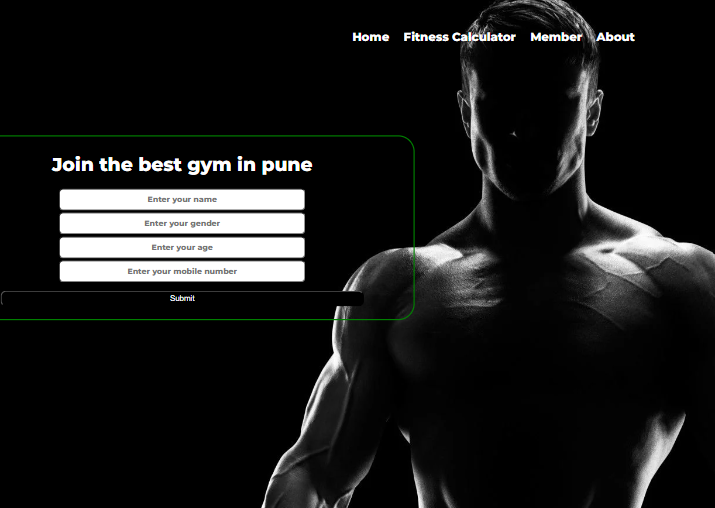 Home Fitness Calculator Member About
Join the best gym in pune
Enter your name
Enter your gender
Enter your age
Enter your mobile number
Submit